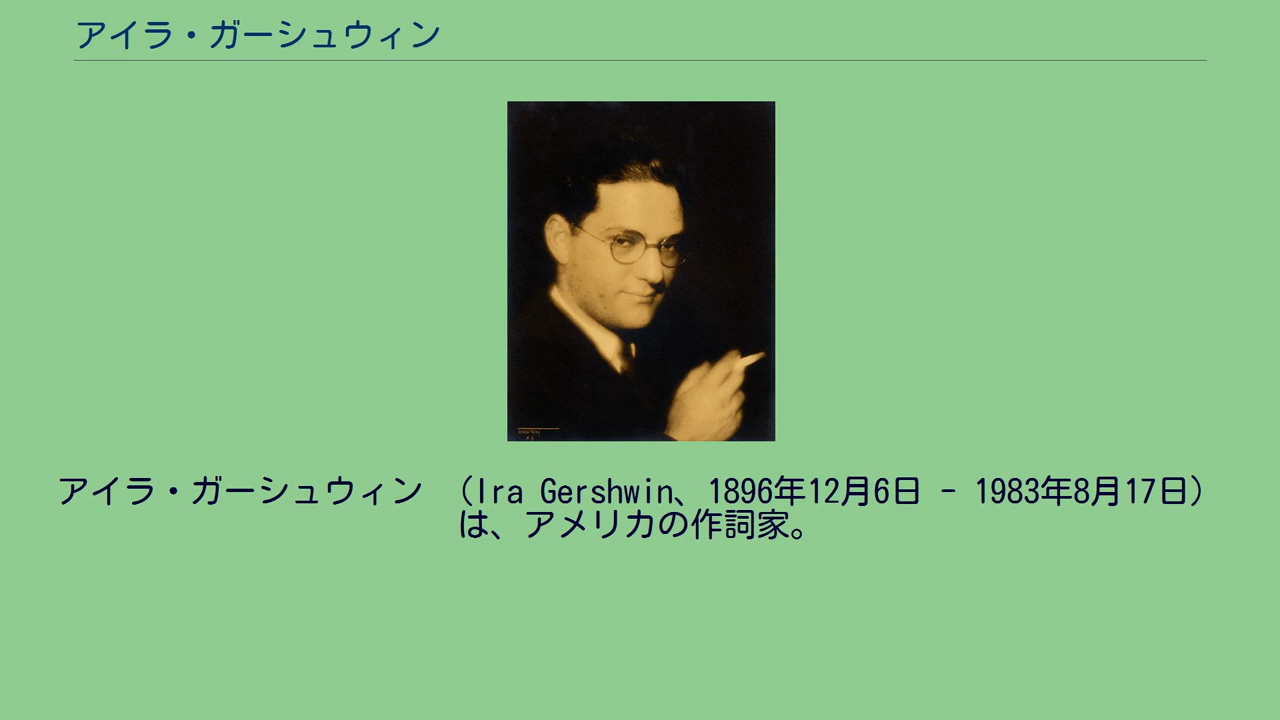 アイラ・ガーシュウィン
アイラ・ガーシュウィン （Ira Gershwin、1896年12月6日 - 1983年8月17日）
は、アメリカの作詞家。